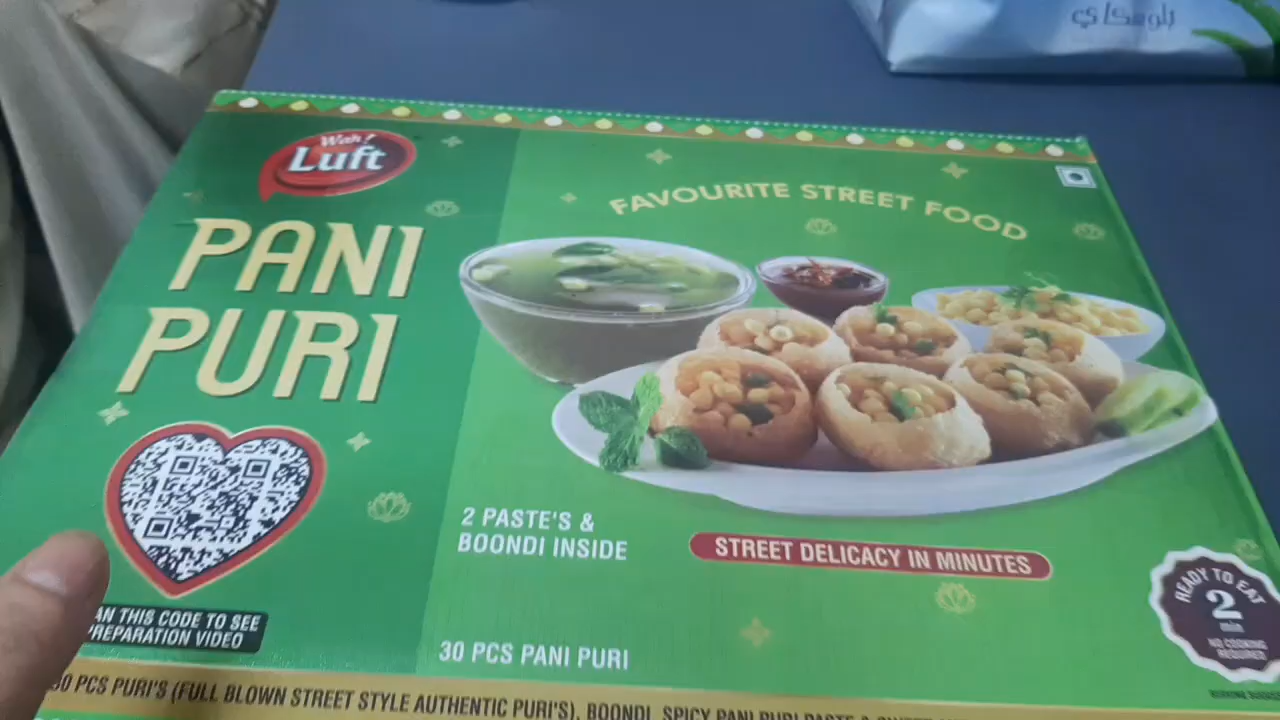 بلوسكاي
Wah!
Luft
FAVOURITE STREET FOOD
PANI
PURI
2 PASTE'S &
BOONDI INSIDE
STREET DELICACY IN MINUTES
READY TO EAT
2
min
NO COOKING
REQUIRED
AN THIS CODE TO SEE
PREPARATION VIDEO
30 PCS PANI PURI
30 PCS PURI'S (FULL BLOWN STREET STYLE AUTHENTIC PURI'S), BOONDI, SPICY PANI PURI PASTE &